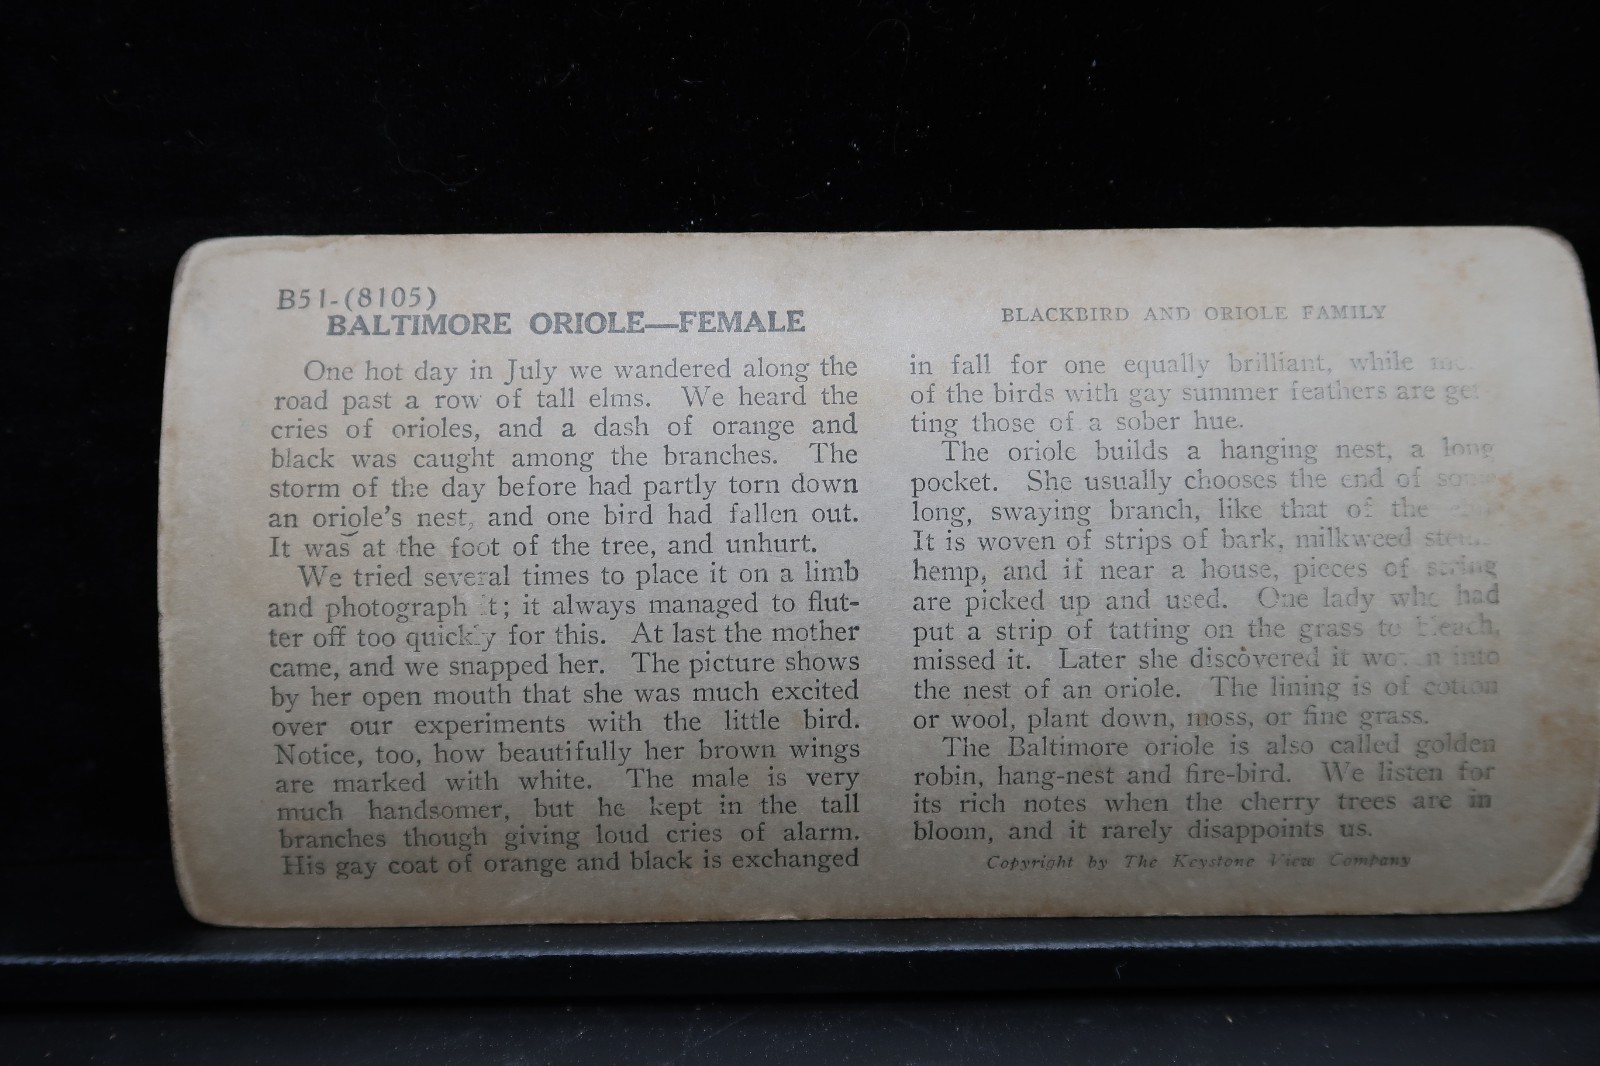 B51-(8105)
BALTIMORE ORIOLE—FEMALE
One hot day in July we wandered along the
road past a row of tall elms. We heard the
cries of orioles, and a dash of orange and
black was caught among the branches. The
storm of the day before had partly torn down
an oriole's nest, and one bird had fallen out.
It was at the foot of the tree, and unhurt.
We tried several times to place it on a limb
and photograph it; it always managed to flut-
ter off too quickly for this. At last the mother
came, and we snapped her. The picture shows
by her open mouth that she was much excited
over our experiments with the little bird.
Notice, too, how beautifully her brown wings
are marked with white. The male is very
much handsomer, but he kept in the tall
branches though giving loud cries of alarm.
His gay coat of orange and black is exchanged
BLACKBIRD AND ORIOLE FAMILY
in fall for one equally brilliant, while
of the birds with gay summer feathers are get
ting those of a sober hue.
The oriole builds a hanging nest, a long
pocket. She usually chooses the end of some
long, swaying branch, like that of the
It is woven of strips of bark, milkweed
hemp, and if near a house, pieces of string
are picked up and used. One lady who had
put a strip of tatting on the grass to bleach,
missed it. Later she discovered it woven into
the nest of an oriole. The lining is of cotton
or wool, plant down, moss, or fine grass.
The Baltimore oriole is also called golden
robin, hang-nest and fire-bird. We listen for
its rich notes when the cherry trees are in
bloom, and it rarely disappoints us.
Copyright by The Keystone View Company